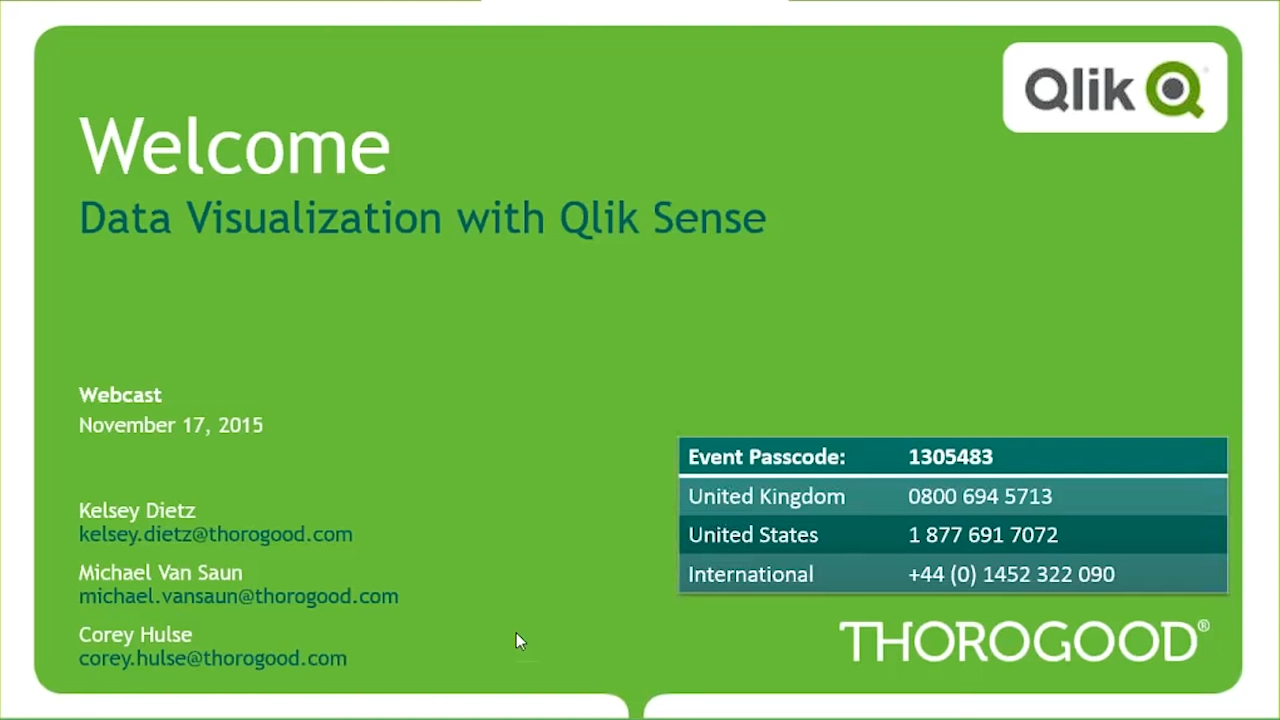 Qlik
Welcome
Data Visualization with Qlik Sense
Webcast
November 17, 2015
Kelsey Dietz
kelsey.dietz@thorogood.com
Michael Van Saun
michael.vansaun@thorogood.com
Corey Hulse
corey.hulse@thorogood.com
Event Passcode: 1305483
United Kingdom 0800 694 5713
United States 1 877 691 7072
International +44 (0) 1452 322 090
THOROGOOD®